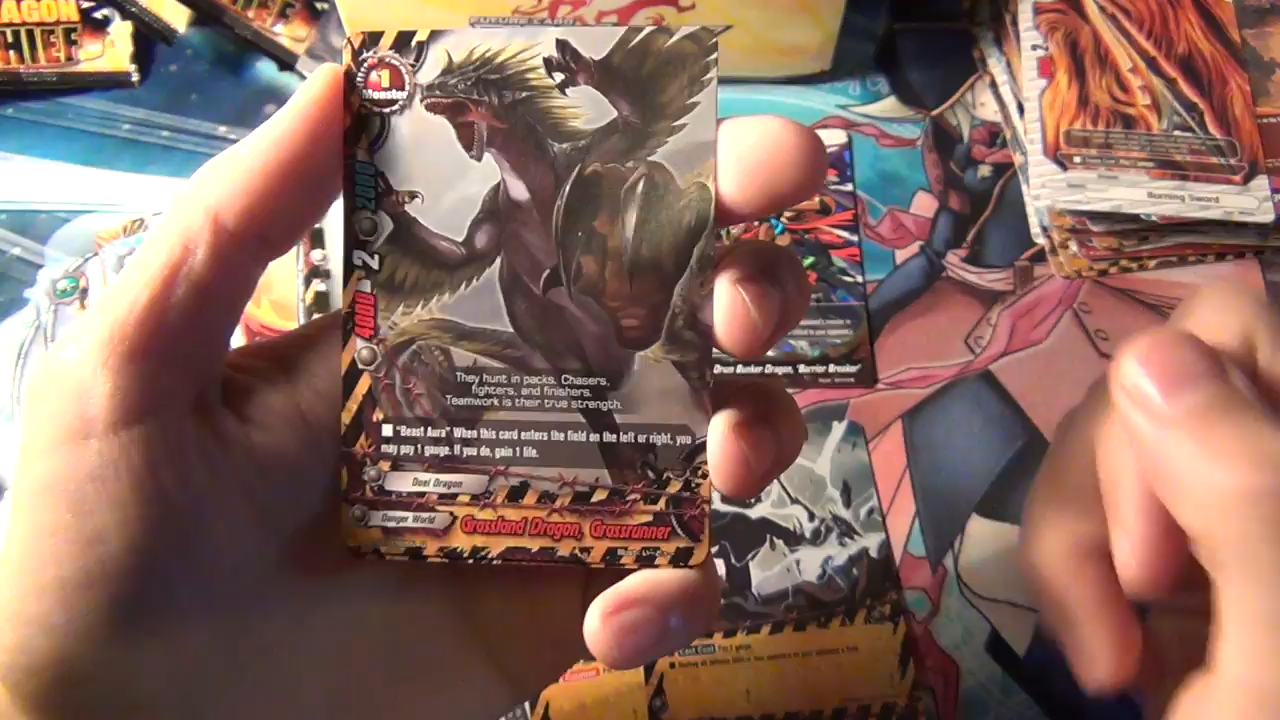 DRAGON
CHIEF
FUTURE CARD
1
Monster
2000
2
4000
They hunt in packs. Chasers,
fighters, and finishers.
Teamwork is their true strength.
"Beast Aura" When this card enters the field on the left or right, you
may pay 1 gauge. If you do, gain 1 life.
Duel Dragon
Danger World
Grassland Dragon, Grassrunner
Burning Sword
Drum Bunker Dragon, "Barrier Breaker"
Cast Cost Pay 1 gauge.
Counter